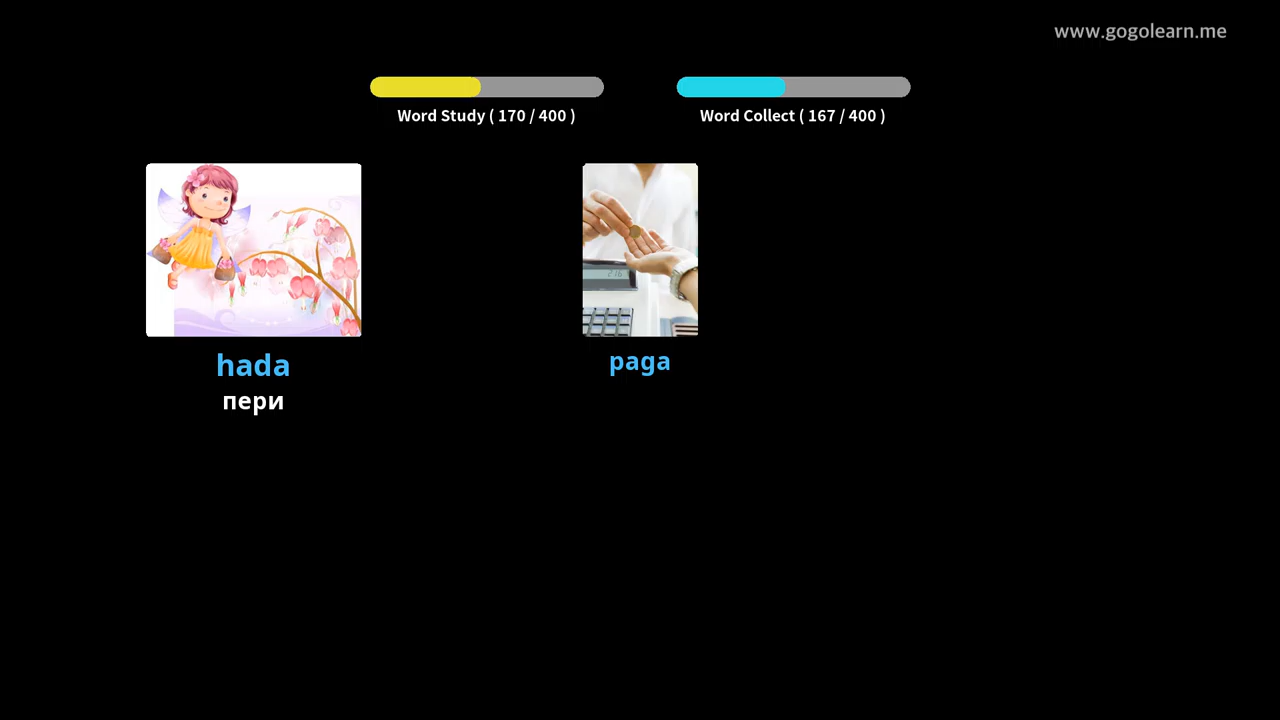 www.gogolearn.me
Word Study ( 170 / 400 )
Word Collect ( 167 / 400 )
hada
пери
paga